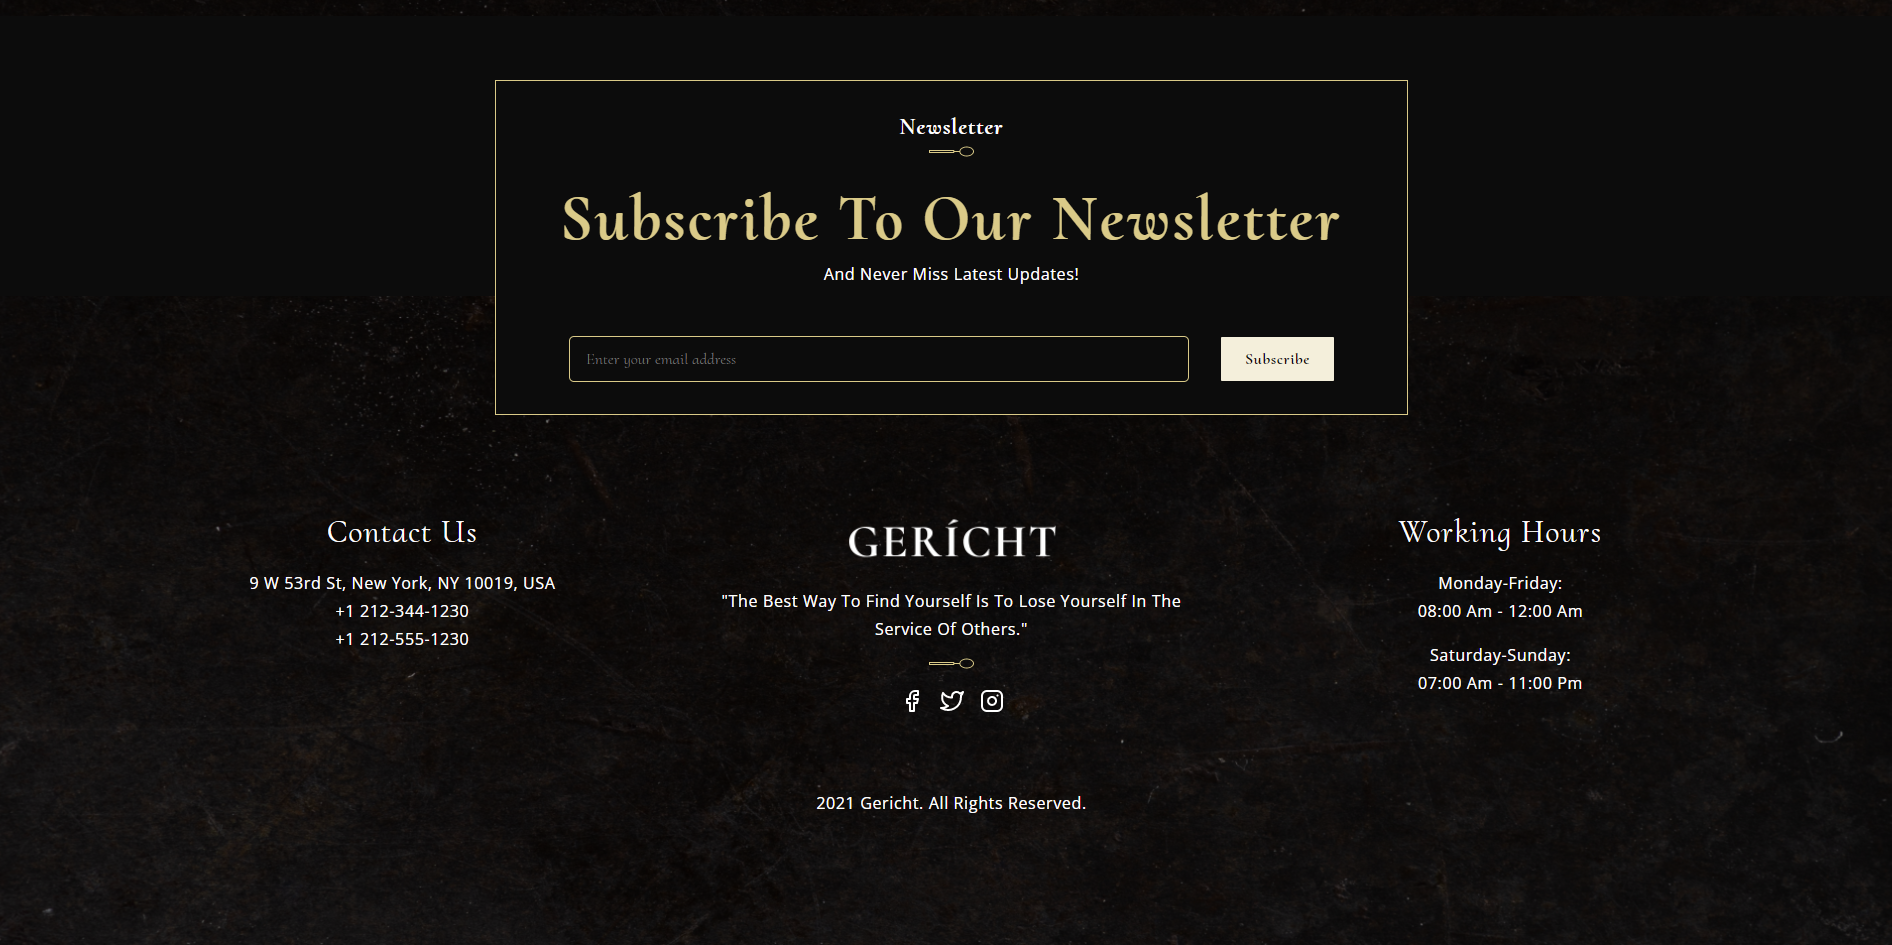 Newsletter
Subscribe To Our Newsletter
And Never Miss Latest Updates!
Enter your email address
Subscribe
Contact Us
9 W 53rd St, New York, NY 10019, USA
+1 212-344-1230
+1 212-555-1230
GERÍCHT
"The Best Way To Find Yourself Is To Lose Yourself In The
Service Of Others."
Working Hours
Monday-Friday:
08:00 Am - 12:00 Am
Saturday-Sunday:
07:00 Am - 11:00 Pm
2021 Gericht. All Rights Reserved.